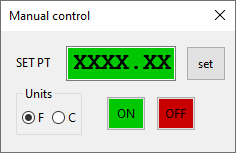 Manual control
SET PT XXXX.XX set
Units
F C ON OFF